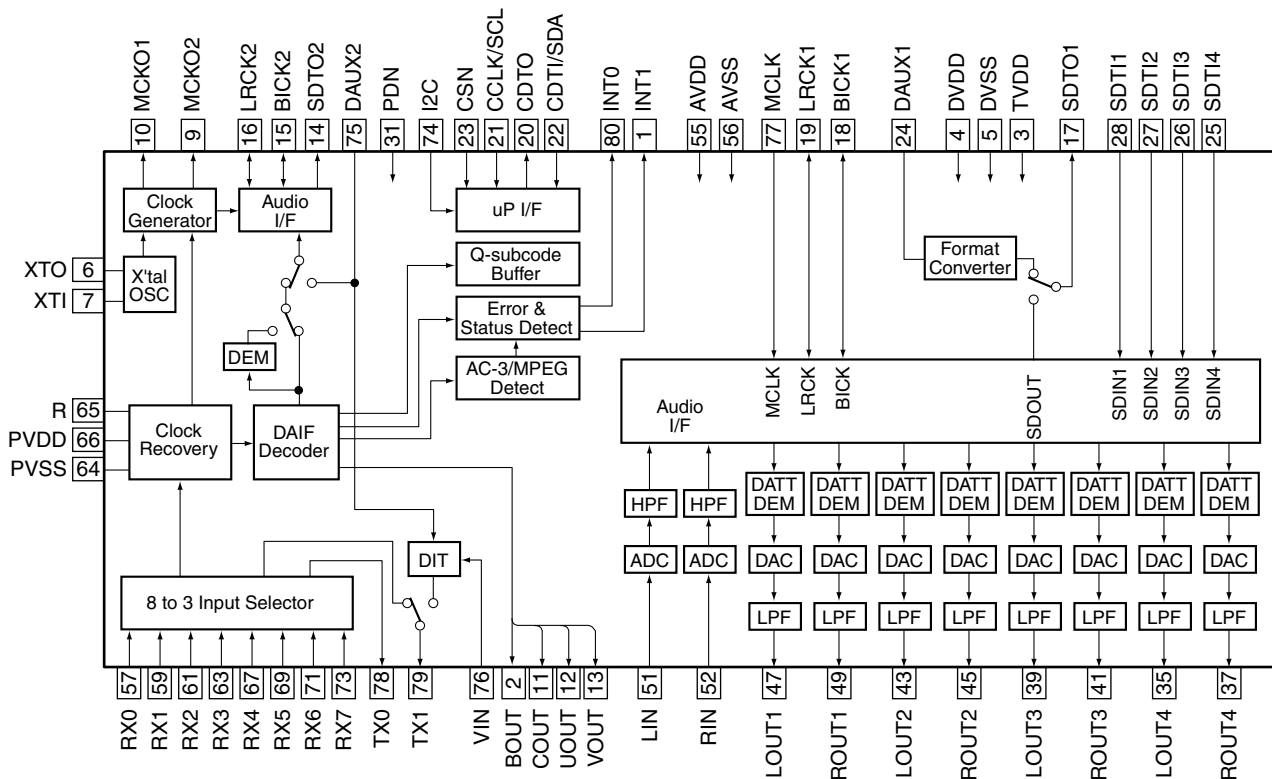 MCKO1
MCKO2
LRCK2
BICK2
SDTO2
DAUX2
PDN
I2C
CSN
CCLK/SCL
CDTO
CDTI/SDA
INT0
INT1
AVDD
AVSS
MCLK
LRCK1
BICK1
DAUX1
DVDD
DVSS
TVDD
SDTO1
SDTI1
SDTI2
SDTI3
SDTI4
10
9
16
15
14
75
31
74
23
21
20
22
80
1
55
56
77
19
18
24
4
5
3
17
28
27
26
25
Clock
Generator
Audio
I/F
uP I/F
XTO 6
XTI 7
X'tal
OSC
Q-subcode
Buffer
Format
Converter
Error &
Status Detect
DEM
AC-3/MPEG
Detect
R 65
PVDD 66
PVSS 64
Clock
Recovery
DAIF
Decoder
Audio
I/F
MCLK
LRCK
BICK
SDOUT
SDIN1
SDIN2
SDIN3
SDIN4
HPF
HPF
DATT
DEM
DATT
DEM
DATT
DEM
DATT
DEM
DATT
DEM
DATT
DEM
DATT
DEM
DATT
DEM
DIT
ADC
ADC
DAC
DAC
DAC
DAC
DAC
DAC
DAC
DAC
8 to 3 Input Selector
LPF
LPF
LPF
LPF
LPF
LPF
LPF
LPF
57
59
61
63
67
69
71
73
78
79
76
2
11
12
13
51
52
47
49
43
45
39
41
35
37
RX0
RX1
RX2
RX3
RX4
RX5
RX6
RX7
TX0
TX1
VIN
BOUT
COUT
UOUT
VOUT
LIN
RIN
LOUT1
ROUT1
LOUT2
ROUT2
LOUT3
ROUT3
LOUT4
ROUT4